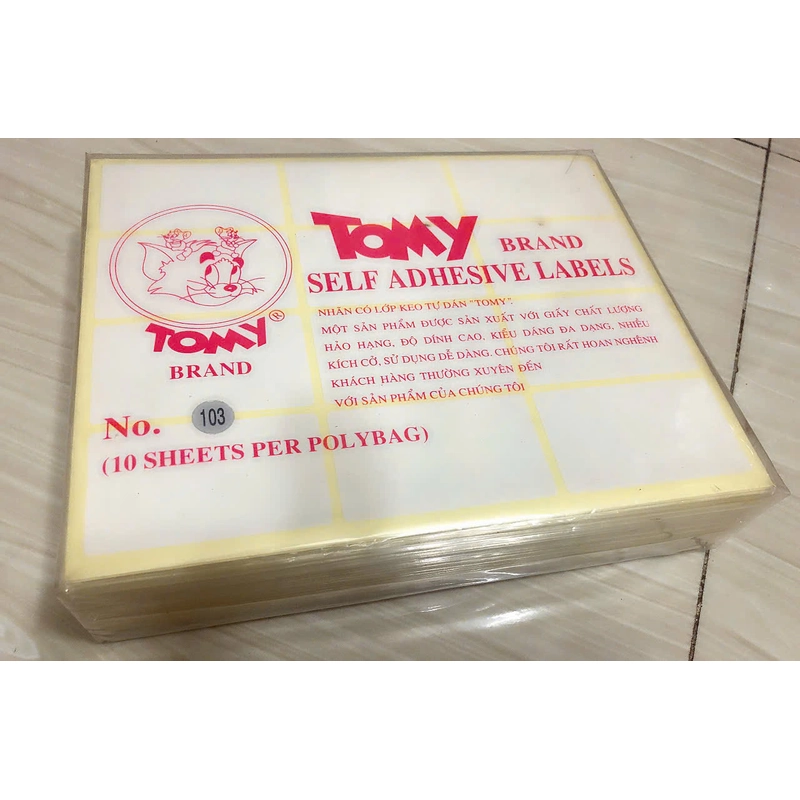 TOMY BRAND
SELF ADHESIVE LABELS
NHÃN CÓ LỚP KEO TỰ DÁN "TOMY".
MỘT SẢN PHẨM ĐƯỢC SẢN XUẤT VỚI GIẤY CHẤT LƯỢNG
HẢO HẠNG, ĐỘ DÍNH CAO, KIỂU DÁNG ĐA DẠNG, NHIỀU
KÍCH CỠ, SỬ DỤNG DỄ DÀNG. CHÚNG TÔI RẤT HOAN NGHÊNH
KHÁCH HÀNG THƯỜNG XUYÊN ĐẾN
VỚI SẢN PHẨM CỦA CHÚNG TÔI
TOMY®
BRAND
No. 103
(10 SHEETS PER POLYBAG)